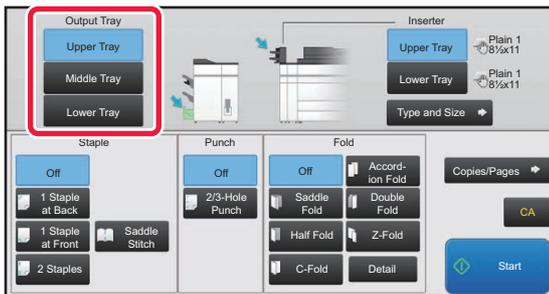 Output Tray
Upper Tray
Middle Tray
Lower Tray
Inserter
Upper Tray
Plain 1
8½x11
Lower Tray
Plain 1
8½x11
Type and Size
Staple
Off
1 Staple
at Back
1 Staple
at Front
Saddle
Stitch
2 Staples
Punch
Off
2/3-Hole
Punch
Fold
Off
Accord-
ion Fold
Saddle
Fold
Double
Fold
Half Fold
Z-Fold
C-Fold
Detail
Copies/Pages
CA
Start